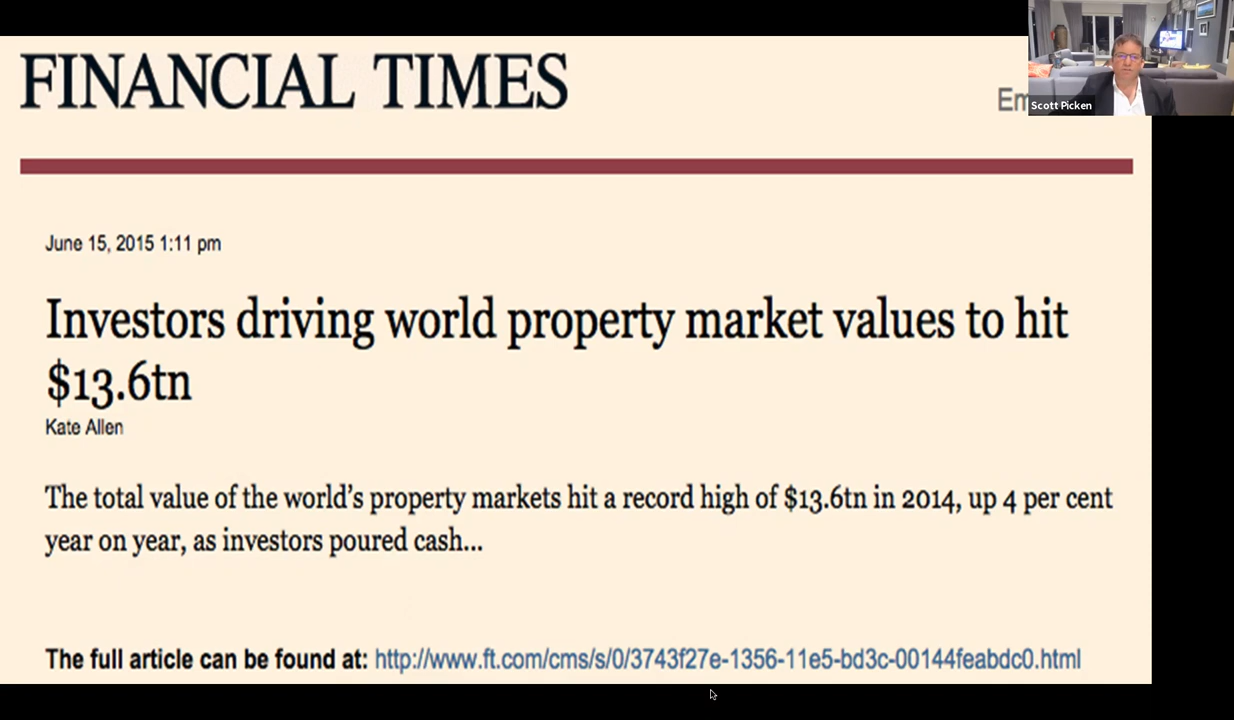 FINANCIAL TIMES
Em
Scott Picken
June 15, 2015 1:11 pm
Investors driving world property market values to hit
$13.6tn
Kate Allen
The total value of the world's property markets hit a record high of $13.6tn in 2014, up 4 per cent
year on year, as investors poured cash...
The full article can be found at: http://www.ft.com/cms/s/0/3743f27e-1356-11e5-bd3c-00144feabdc0.html